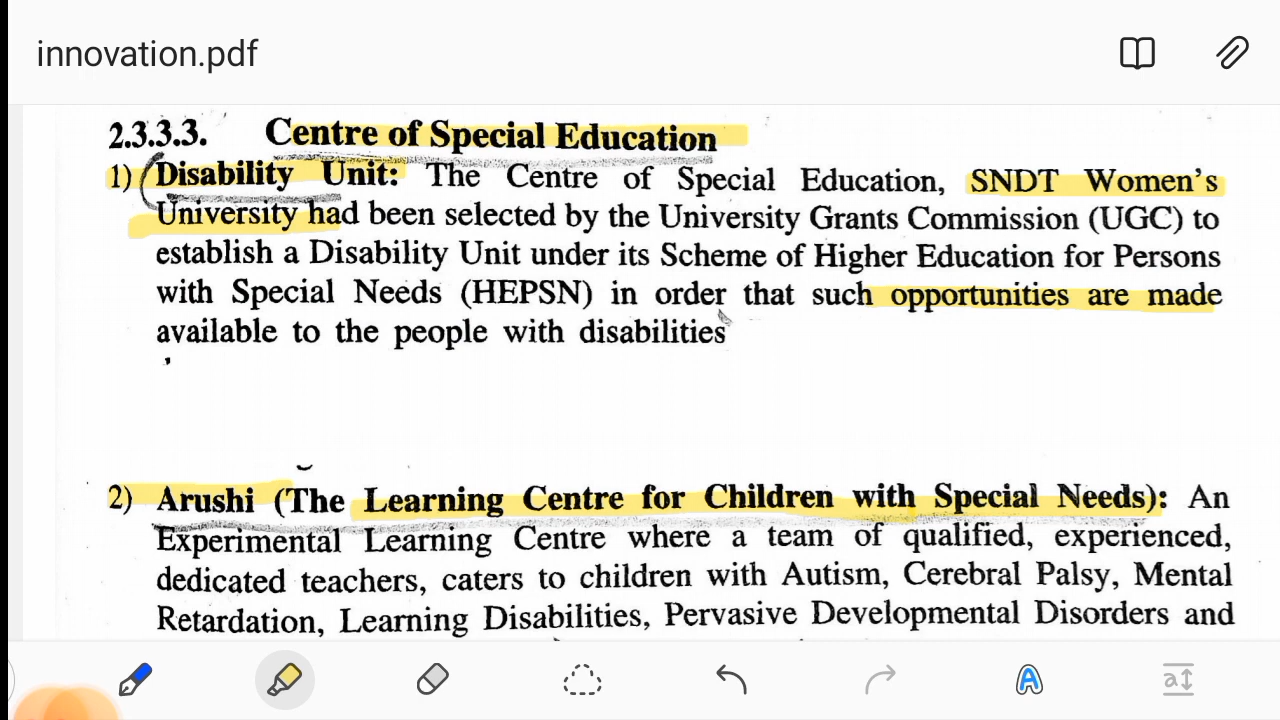 innovation.pdf
2.3.3.3. Centre of Special Education
1) Disability Unit: The Centre of Special Education, SNDT Women's
University had been selected by the University Grants Commission (UGC) to
establish a Disability Unit under its Scheme of Higher Education for Persons
with Special Needs (HEPSN) in order that such opportunities are made
available to the people with disabilities
2) Arushi (The Learning Centre for Children with Special Needs): An
Experimental Learning Centre where a team of qualified, experienced,
dedicated teachers, caters to children with Autism, Cerebral Palsy, Mental
Retardation, Learning Disabilities, Pervasive Developmental Disorders and
A
a